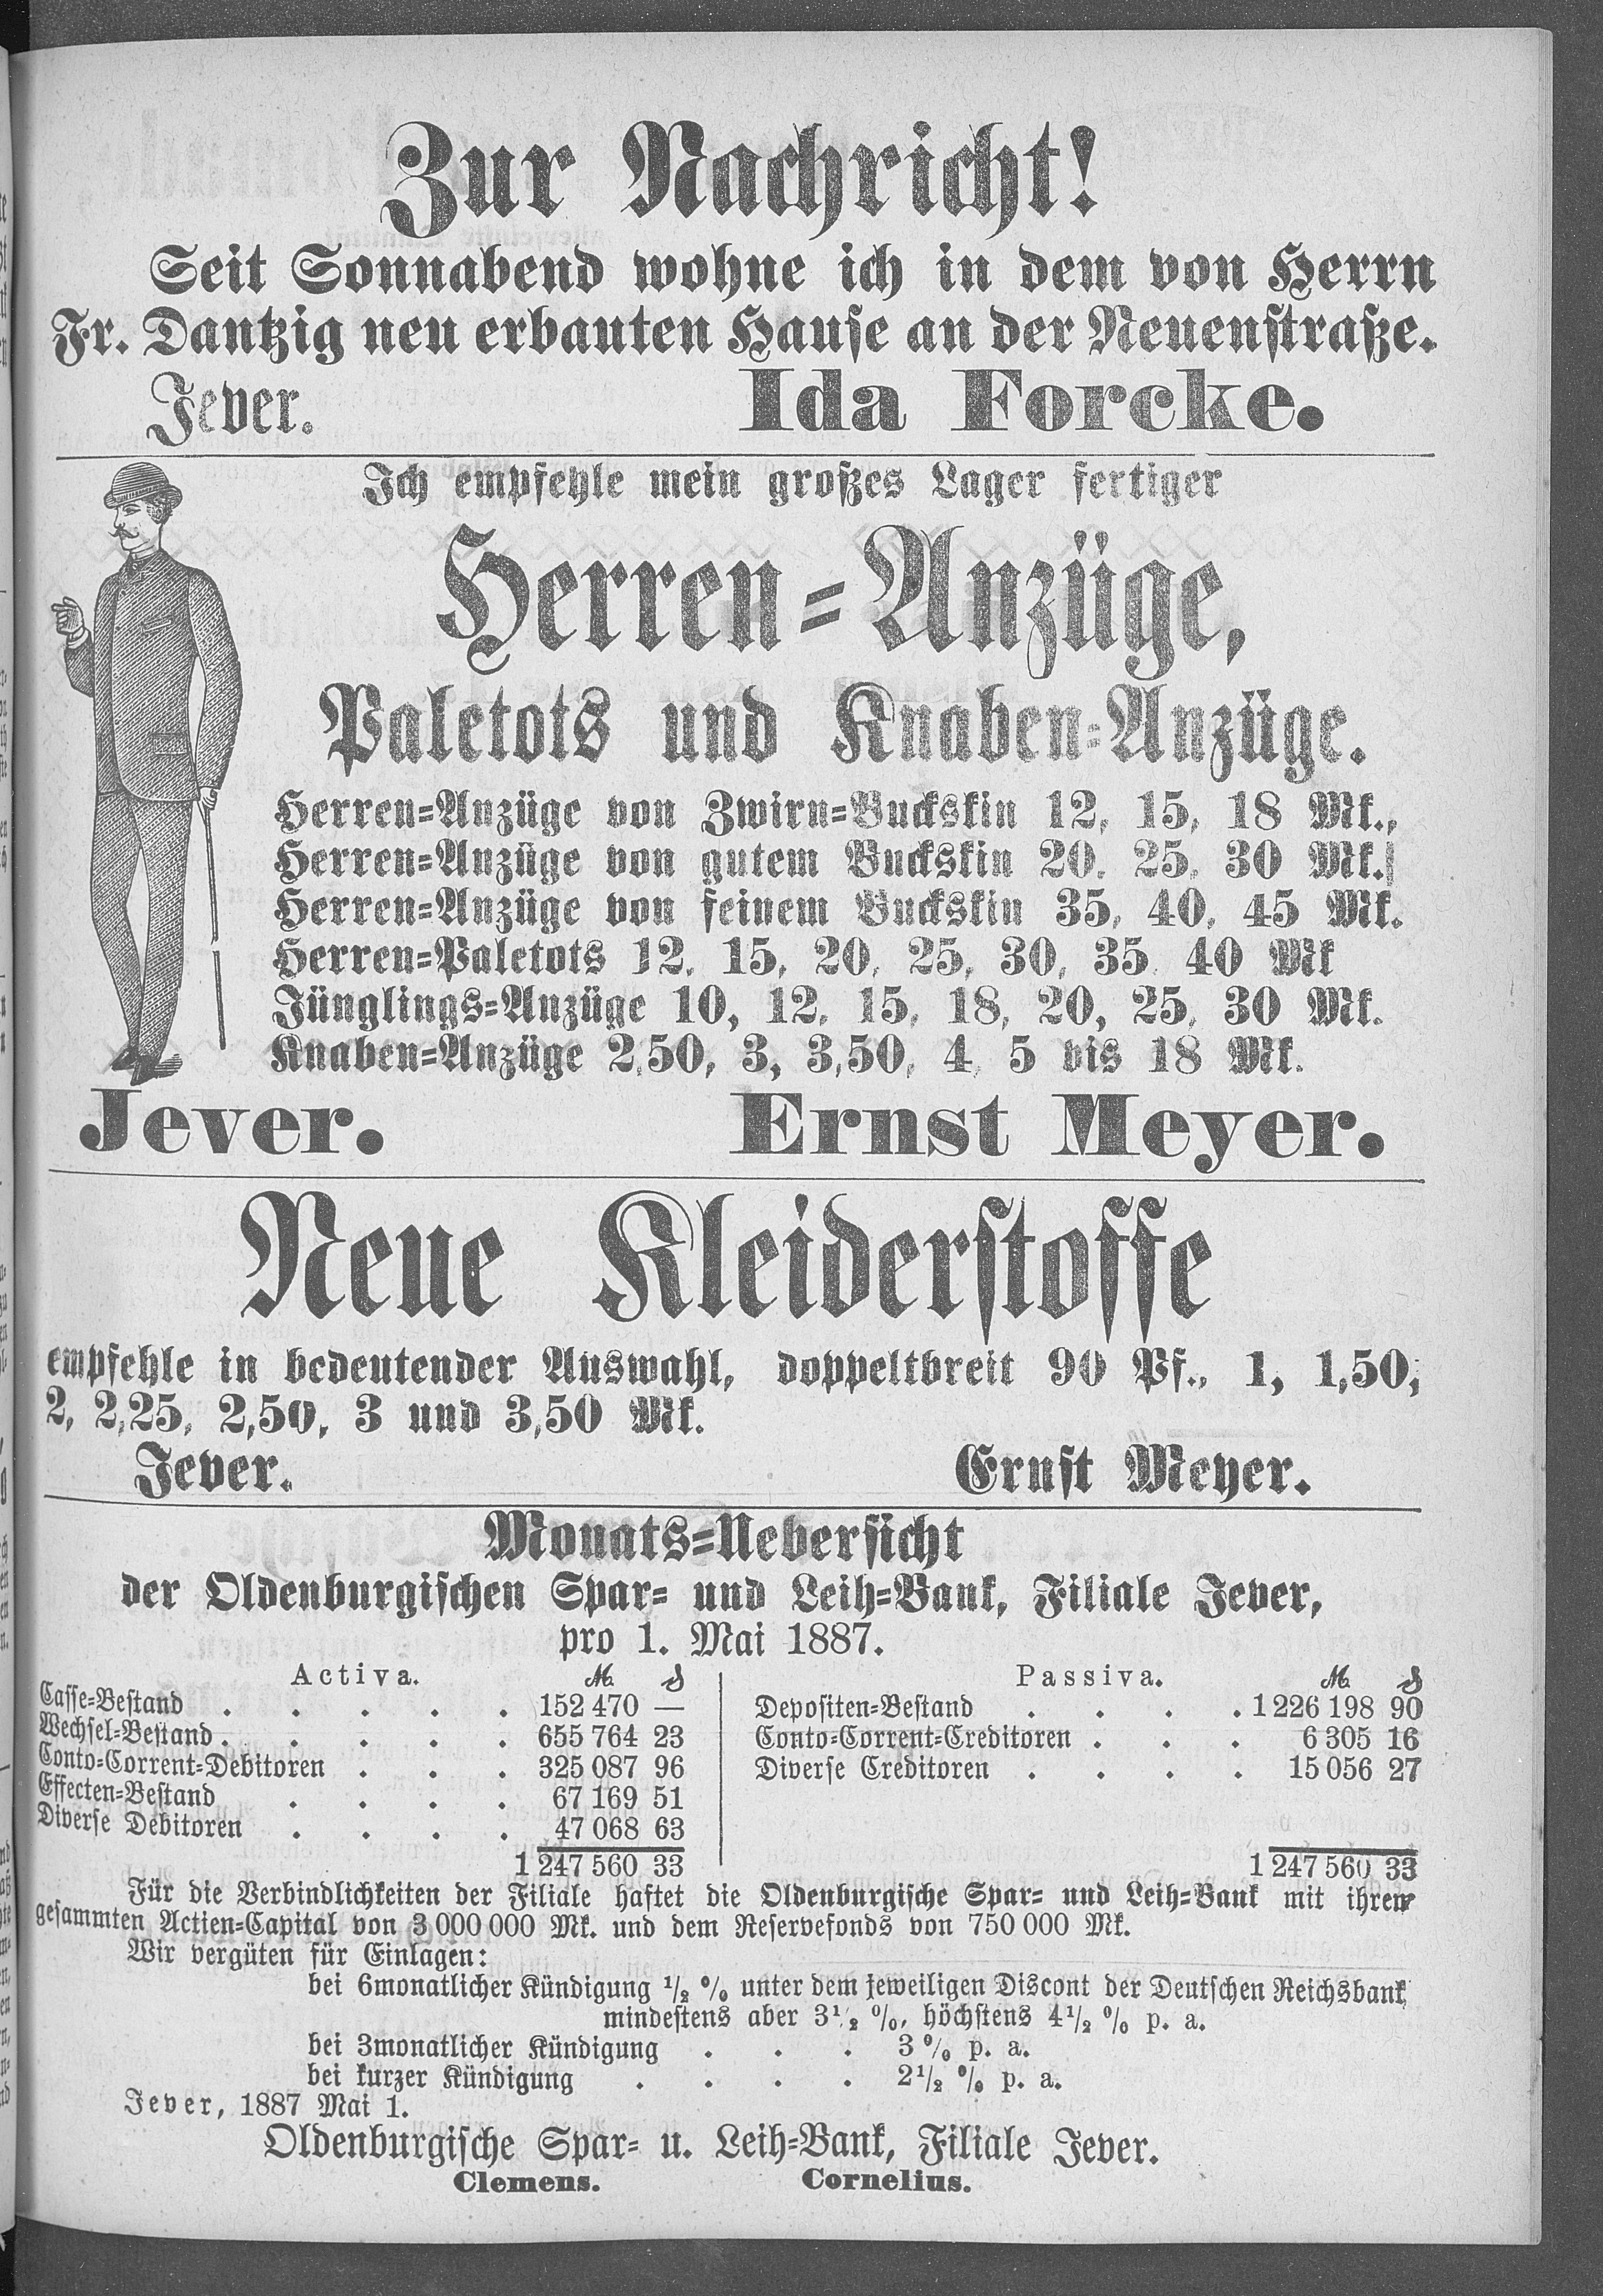 Zur Nachricht!
Seit Sonnabend wohne ich in dem von Herrn
Fr. Dantzig neu erbauten Hause an der Neuenstraße.
Jever. Ida Forcke.
Ich empfehle mein großes Lager fertiger
Herren-Anzüge,
Paletots und Knaben-Anzüge.
Herren-Anzüge von Zwirn-Buckskin 12, 15, 18 Mk.,
Herren-Anzüge von gutem Buckskin 20, 25, 30 Mk.,
Herren-Anzüge von feinem Buckskin 35, 40, 45 Mk.
Herren-Paletots 12, 15, 20, 25, 30, 35, 40 Mk
Jünglings-Anzüge 10, 12, 15, 18, 20, 25, 30 Mk.
Knaben-Anzüge 2,50, 3, 3,50, 4, 5 bis 18 Mk.
Jever. Ernst Meyer.
Neue Kleiderstoffe
empfehle in bedeutender Auswahl, doppeltbreit 90 Pf., 1, 1,50,
2, 2,25, 2,50, 3 und 3,50 Mk.
Jever. Ernst Meyer.
Monats-Uebersicht
der Oldenburgischen Spar- und Leih-Bank, Filiale Jever,
pro 1. Mai 1887.
Activa. ℳ ₰ Passiva. ℳ ₰
Casse-Bestand . . . . . 152 470 — Depositen-Bestand . . . . 1 226 198 90
Wechsel-Bestand . . . . . 655 764 23 Conto-Corrent-Creditoren . . . 6 305 16
Conto-Corrent-Debitoren . . . 325 087 96 Diverse Creditoren . . . . 15 056 27
Effecten-Bestand . . . . 67 169 51
Diverse Debitoren . . . . 47 068 63
1 247 560 33 1 247 560 33
Für die Verbindlichkeiten der Filiale haftet die Oldenburgische Spar- und Leih-Bank mit ihrem
gesammten Actien-Capital von 3 000 000 Mk. und dem Reservefonds von 750 000 Mk.
Wir vergüten für Einlagen:
bei 6monatlicher Kündigung 1/2 % unter dem jeweiligen Discont der Deutschen Reichsbank
mindestens aber 3 1/2 %, höchstens 4 1/2 % p. a.
bei 3monatlicher Kündigung . . . 3 % p. a.
bei kurzer Kündigung . . . . 2 1/2 % p. a.
Jever, 1887 Mai 1.
Oldenburgische Spar- u. Leih-Bank, Filiale Jever.
Clemens. Cornelius.